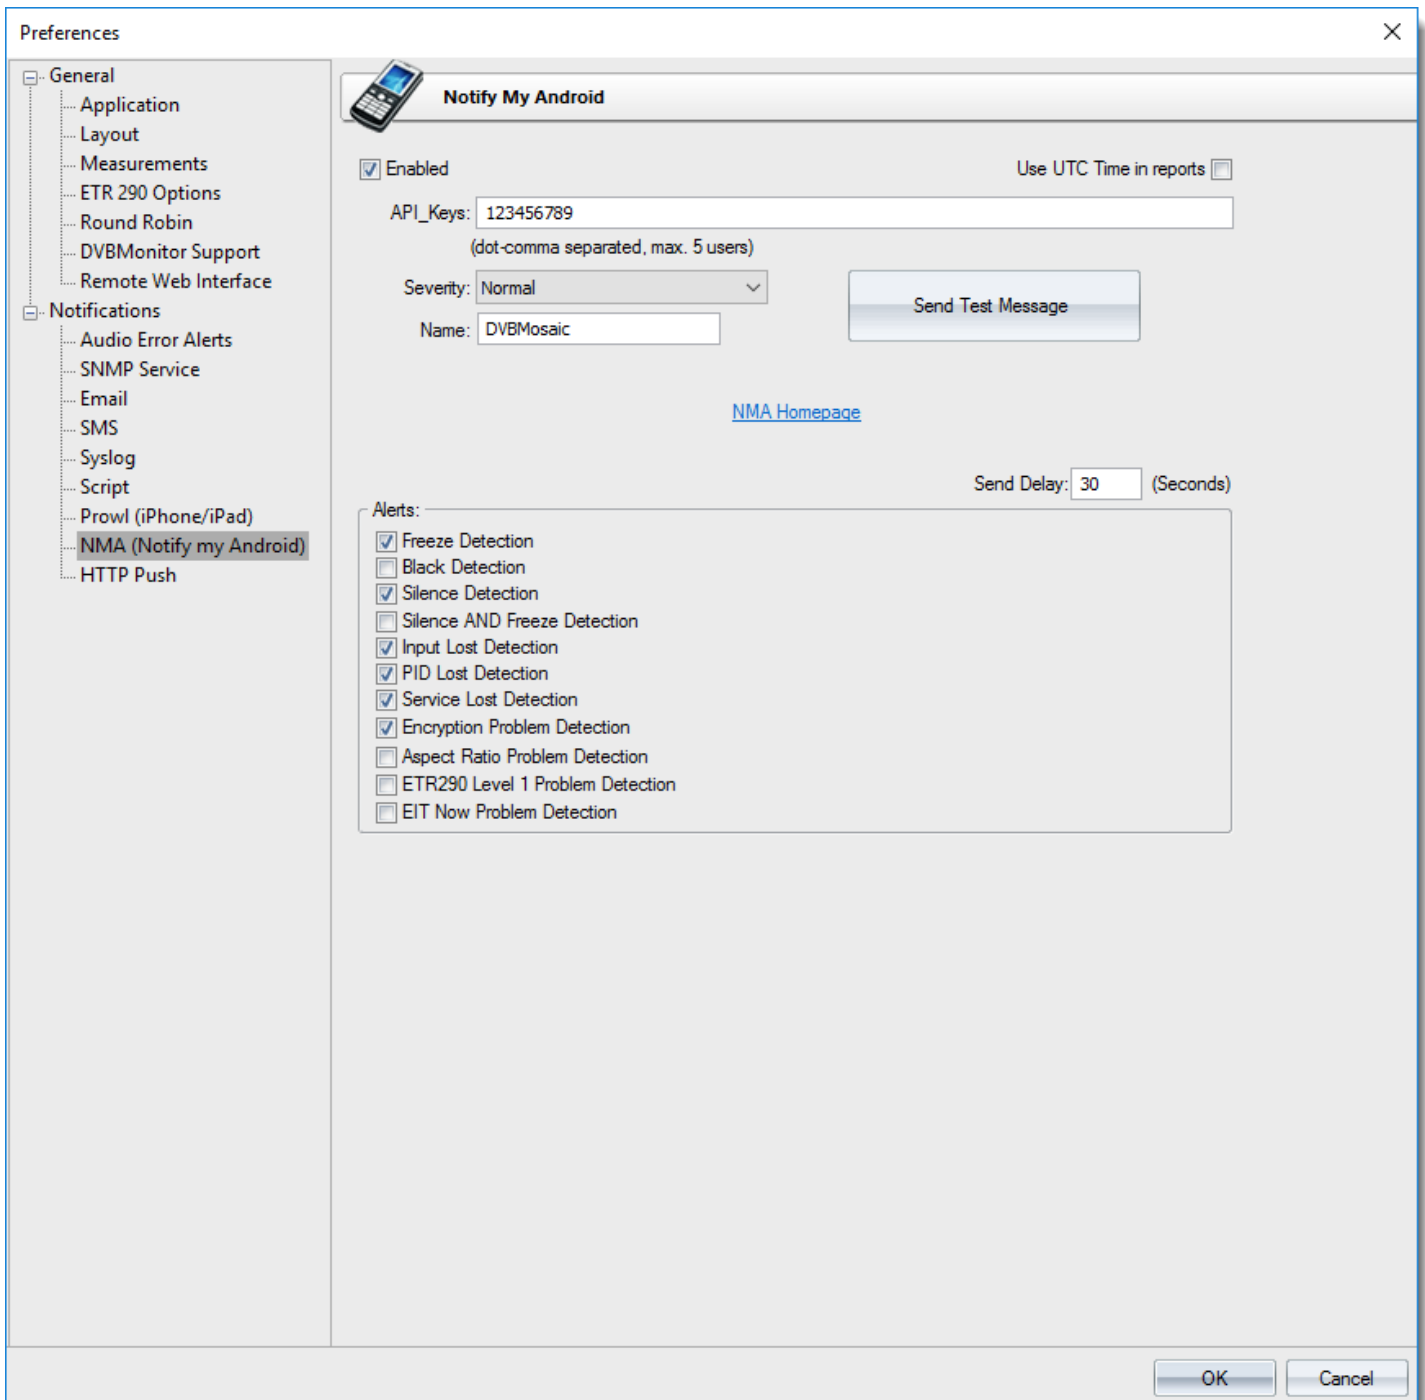 Preferences
General
Application
Layout
Measurements
ETR 290 Options
Round Robin
DVBMonitor Support
Remote Web Interface
Notifications
Audio Error Alerts
SNMP Service
Email
SMS
Syslog
Script
Prowl (iPhone/iPad)
NMA (Notify my Android)
HTTP Push
Notify My Android
Enabled
Use UTC Time in reports
API_Keys: 123456789
(dot-comma separated, max. 5 users)
Severity: Normal
Send Test Message
Name: DVBMosaic
NMA Homepage
Send Delay: 30 (Seconds)
Alerts:
Freeze Detection
Black Detection
Silence Detection
Silence AND Freeze Detection
Input Lost Detection
PID Lost Detection
Service Lost Detection
Encryption Problem Detection
Aspect Ratio Problem Detection
ETR290 Level 1 Problem Detection
EIT Now Problem Detection
OK Cancel